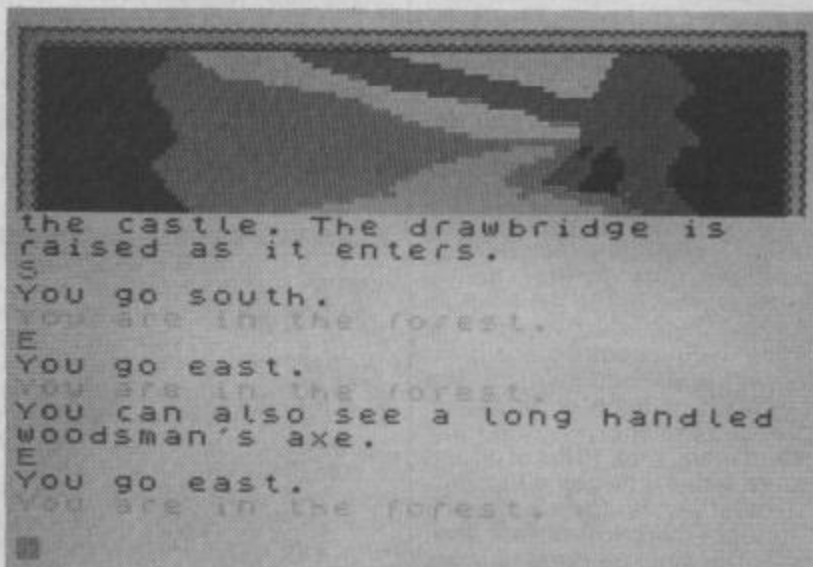 the castle. The drawbridge is
raised as it enters.
S
You go south.
You are in the forest.
E
You go east.
You are in the forest.
You can also see a long handled
woodsman's axe.
E
You go east.
You are in the forest.